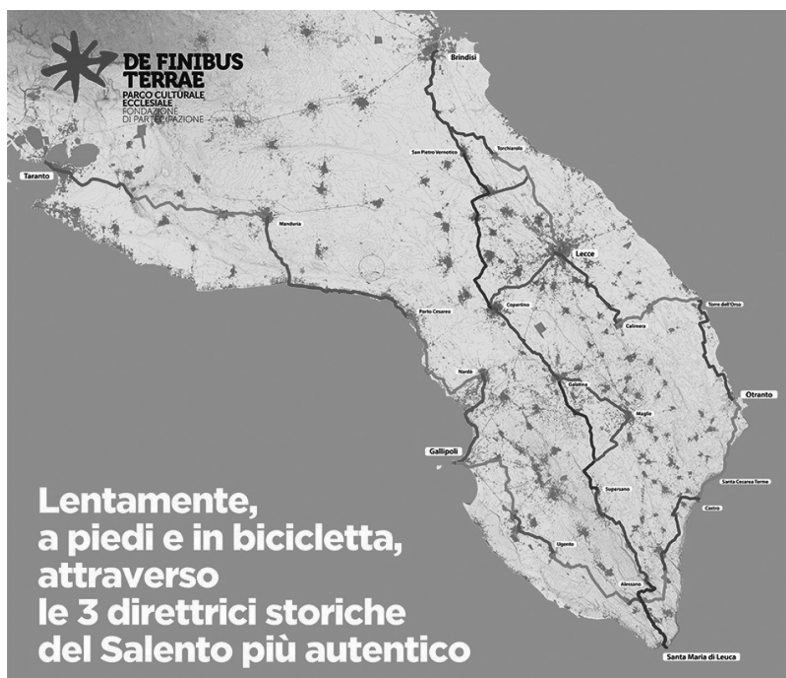 DE FINIBUS
TERRAE
PARCO CULTURALE
ECCLESIALE
FONDAZIONE
DI PARTECIPAZIONE
Brindisi
San Pietro Vernotico
Torchiarolo
Taranto
Manduria
Lecce
Copertino
Torre dell'Orso
Porto Cesareo
Calimera
Nardò
Galatina
Otranto
Maglie
Gallipoli
Santa Cesarea Terme
Supersano
Castro
Ugento
Alessano
Santa Maria di Leuca
Lentamente,
a piedi e in bicicletta,
attraverso
le 3 direttrici storiche
del Salento più autentico